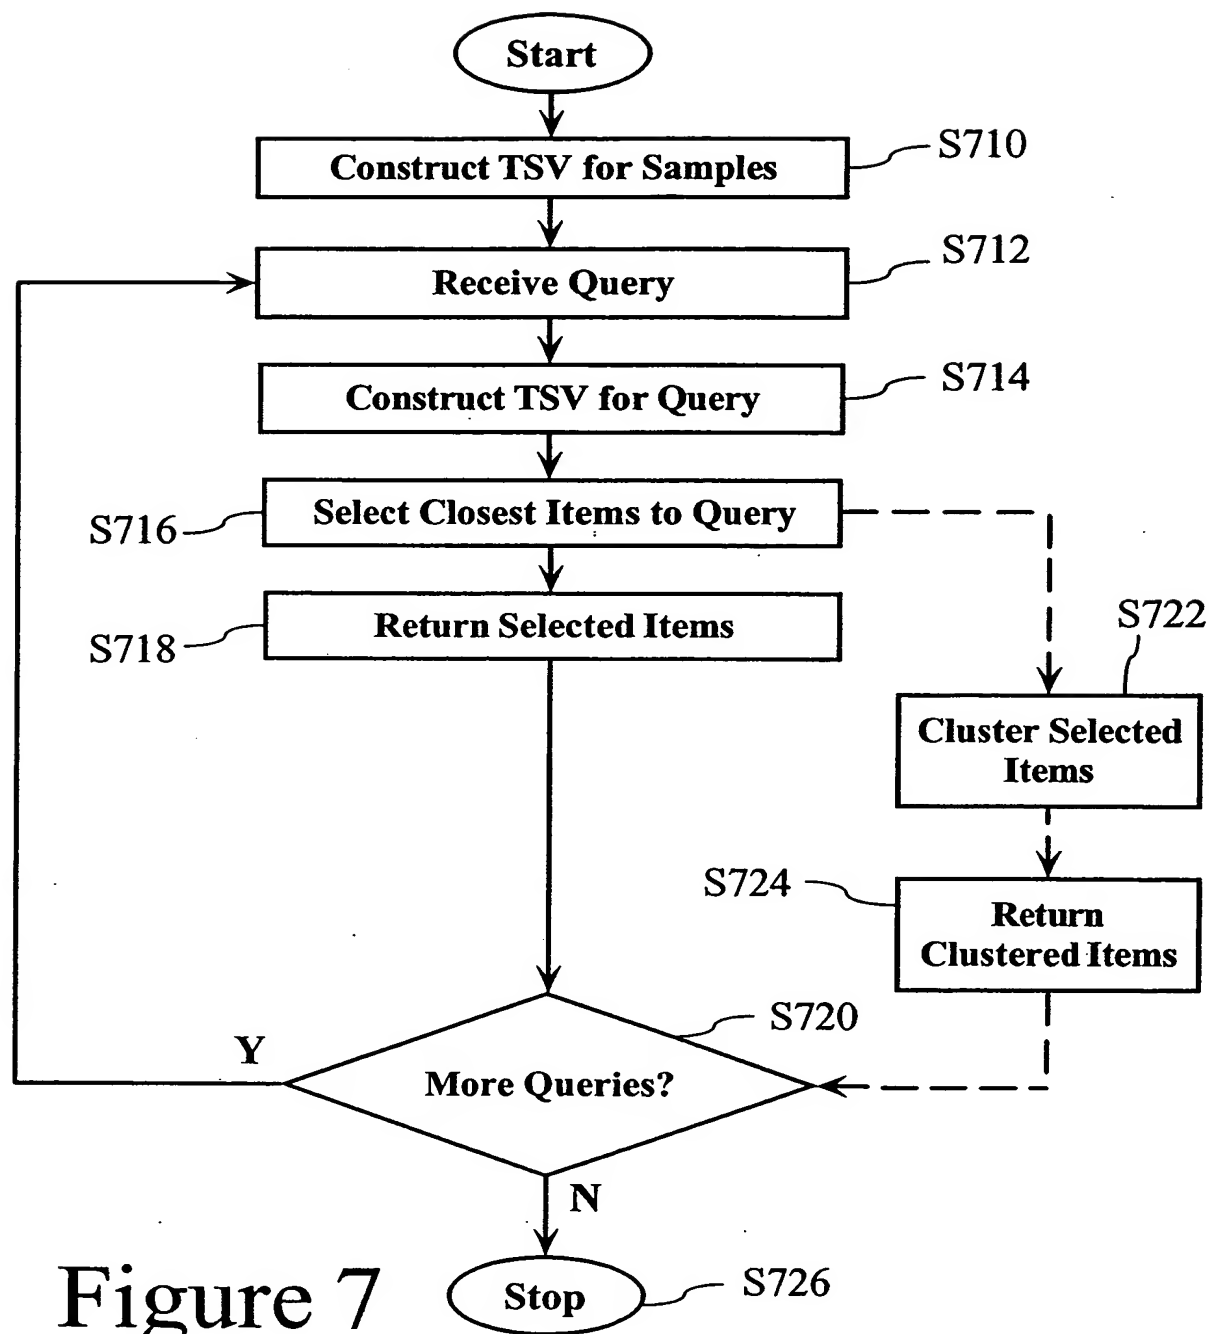 Start
Construct TSV for Samples
S710
Receive Query
S712
Construct TSV for Query
S714
Select Closest Items to Query
S716
Return Selected Items
S718
S722
Cluster Selected
Items
S724
Return
Clustered Items
S720
More Queries?
Y
N
Stop
S726
Figure 7